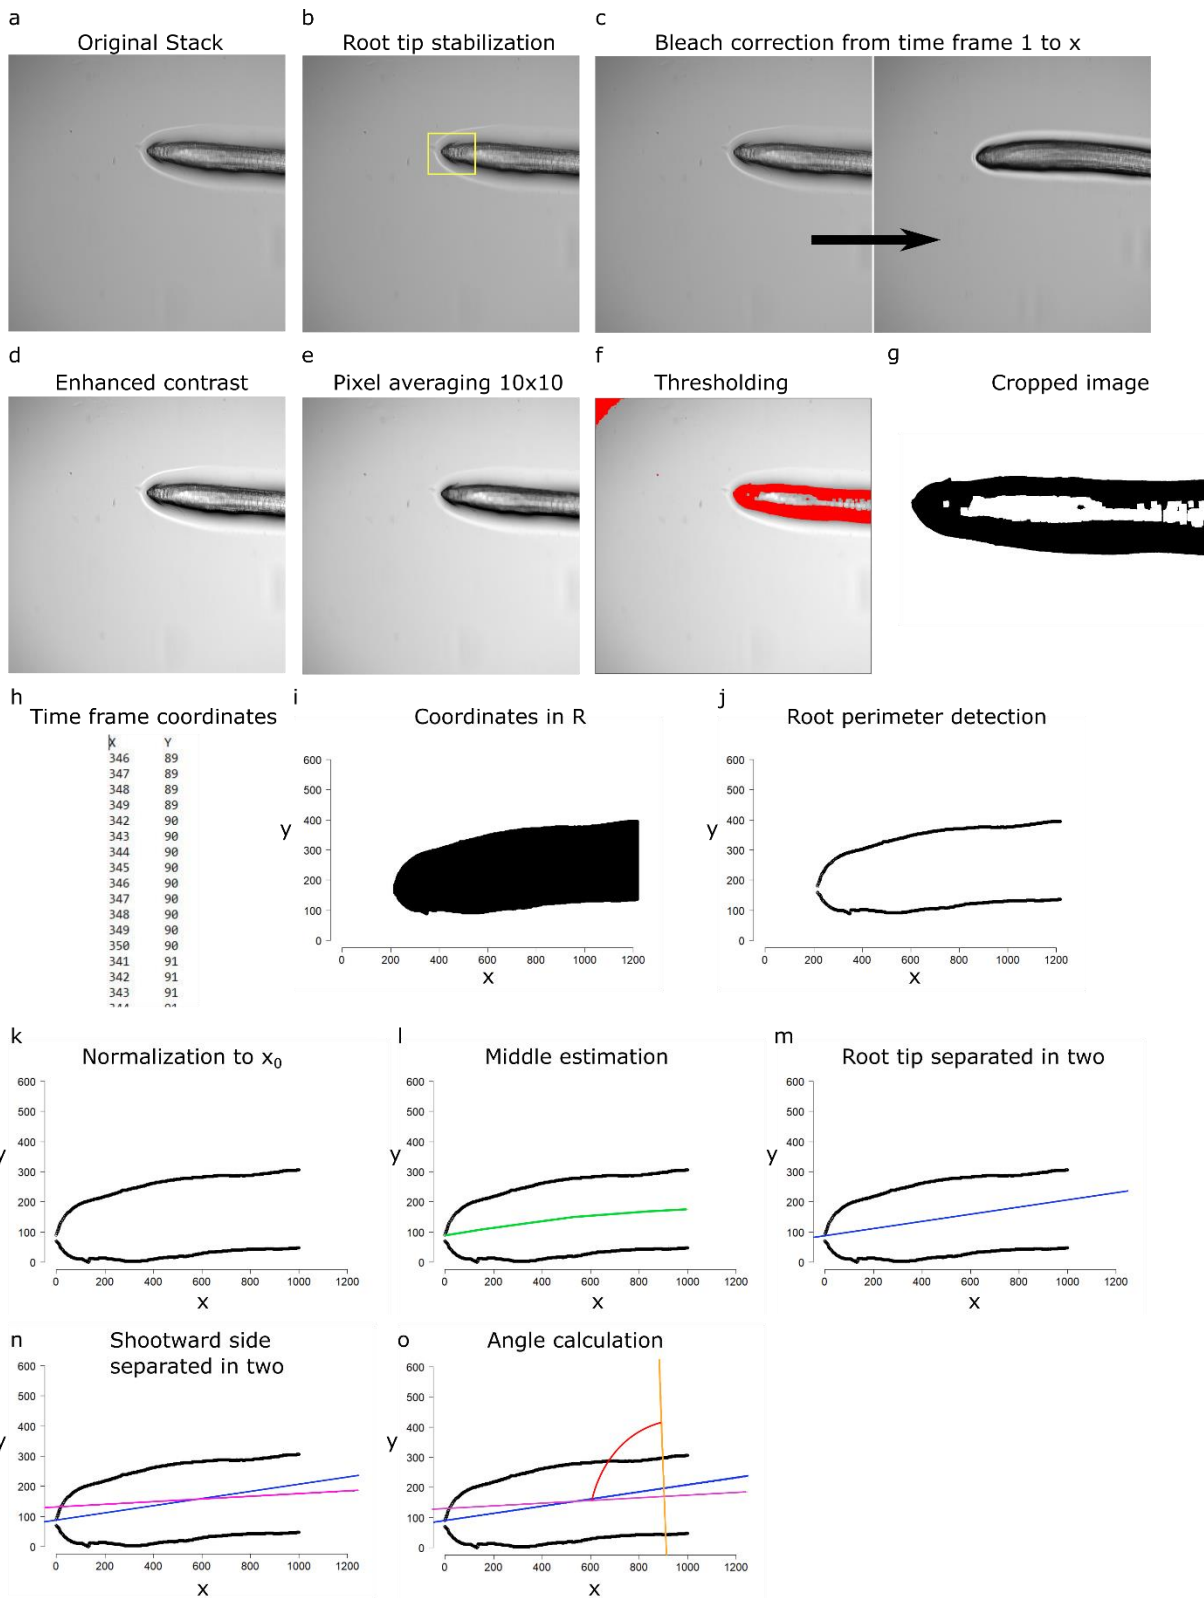 a
Original Stack
b
Root tip stabilization
c
Bleach correction from time frame 1 to x
d
Enhanced contrast
e
Pixel averaging 10x10
f
Thresholding
g
Cropped image
h
Time frame coordinates
X Y
346 89
347 89
348 89
349 89
342 90
343 90
344 90
345 90
346 90
347 90
348 90
349 90
350 90
341 91
342 91
343 91
i
Coordinates in R
600
500
400
300
200
100
0
y
0 200 400 600 800 1000 1200
x
j
Root perimeter detection
600
500
400
300
200
100
0
y
0 200 400 600 800 1000 1200
x
k
Normalization to x₀
600
500
400
300
200
100
0
y
0 200 400 600 800 1000 1200
x
l
Middle estimation
600
500
400
300
200
100
0
y
0 200 400 600 800 1000 1200
x
m
Root tip separated in two
600
500
400
300
200
100
0
y
0 200 400 600 800 1000 1200
x
n
Shootward side
separated in two
600
500
400
300
200
100
0
y
0 200 400 600 800 1000 1200
x
o
Angle calculation
600
500
400
300
200
100
0
y
0 200 400 600 800 1000 1200
x